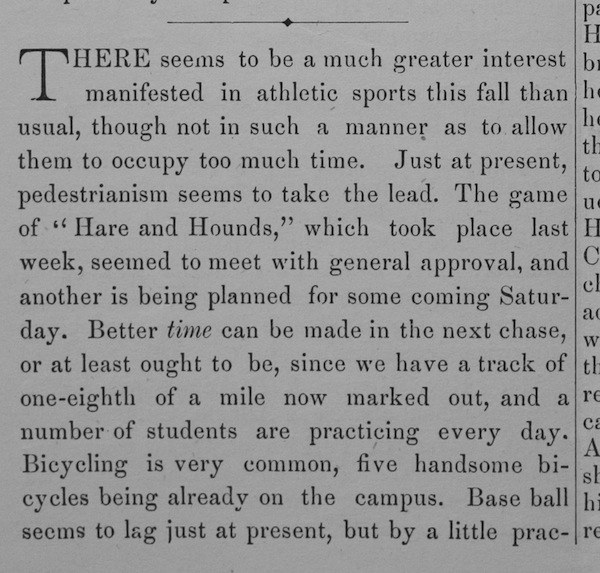 THERE seems to be a much greater interest
manifested in athletic sports this fall than
usual, though not in such a manner as to allow
them to occupy too much time. Just at present,
pedestrianism seems to take the lead. The game
of "Hare and Hounds," which took place last
week, seemed to meet with general approval, and
another is being planned for some coming Satur-
day. Better time can be made in the next chase,
or at least ought to be, since we have a track of
one-eighth of a mile now marked out, and a
number of students are practicing every day.
Bicycling is very common, five handsome bi-
cycles being already on the campus. Base ball
seems to lag just at present, but by a little prac-